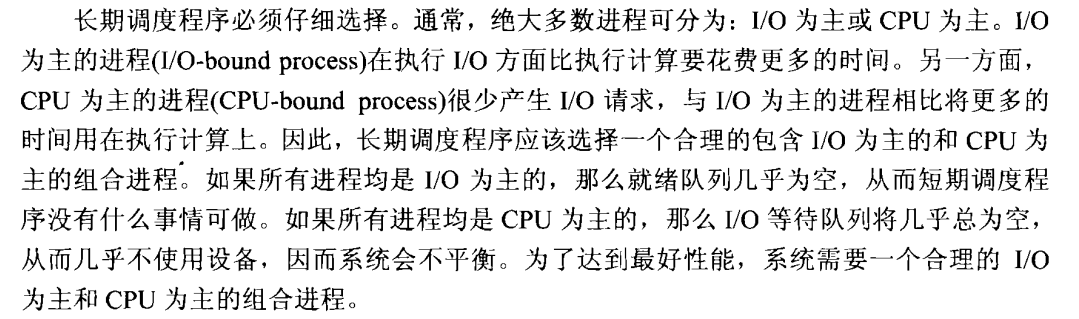 长期调度程序必须仔细选择。通常，绝大多数进程可分为：I/O 为主或 CPU 为主。I/O
为主的进程(I/O-bound process)在执行 I/O 方面比执行计算要花费更多的时间。另一方面，
CPU 为主的进程(CPU-bound process)很少产生 I/O 请求，与 I/O 为主的进程相比将更多的
时间用在执行计算上。因此，长期调度程序应该选择一个合理的包含 I/O 为主的和 CPU 为
主的组合进程。如果所有进程均是 I/O 为主的，那么就绪队列几乎为空，从而短期调度程
序没有什么事情可做。如果所有进程均是 CPU 为主的，那么 I/O 等待队列将几乎总为空，
从而几乎不使用设备，因而系统会不平衡。为了达到最好性能，系统需要一个合理的 I/O
为主和 CPU 为主的组合进程。